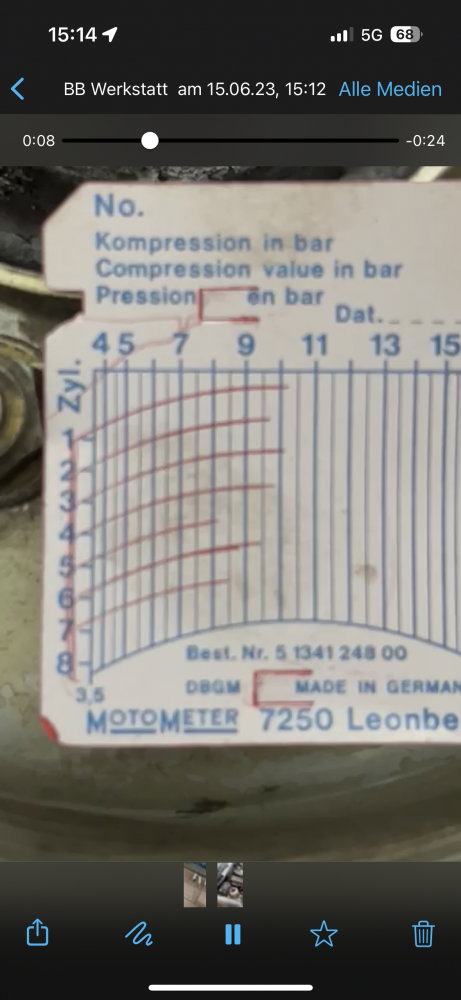 15:14
5G 68
BB Werkstatt am 15.06.23, 15:12 Alle Medien
0:08 -0:24
No.
Kompression in bar
Compression value in bar
Pression en bar
Dat.
4 5 7 9 11 13 15
Zyl.
1
2
3
4
5
6
7
8
3,5
Best. Nr. 5 1341 248 00
DBGM MADE IN GERMAN
MOTOMETER 7250 Leonbe